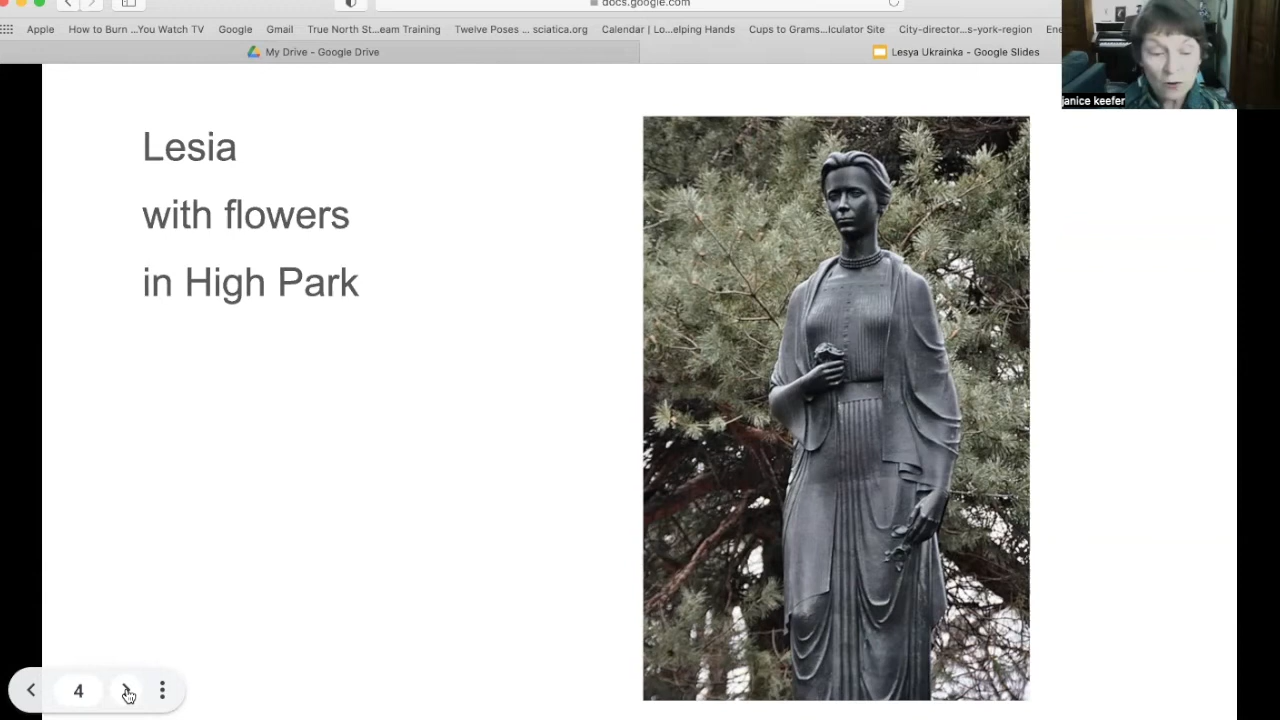 docs.google.com
Apple How to Burn ...You Watch TV Google Gmail True North St...eam Training Twelve Poses ... sciatica.org Calendar | Lo...elping Hands Cups to Grams...lculator Site City-director...s-york-region Ene
My Drive - Google Drive Lesya Ukrainka - Google Slides
janice keefer
Lesia
with flowers
in High Park
4